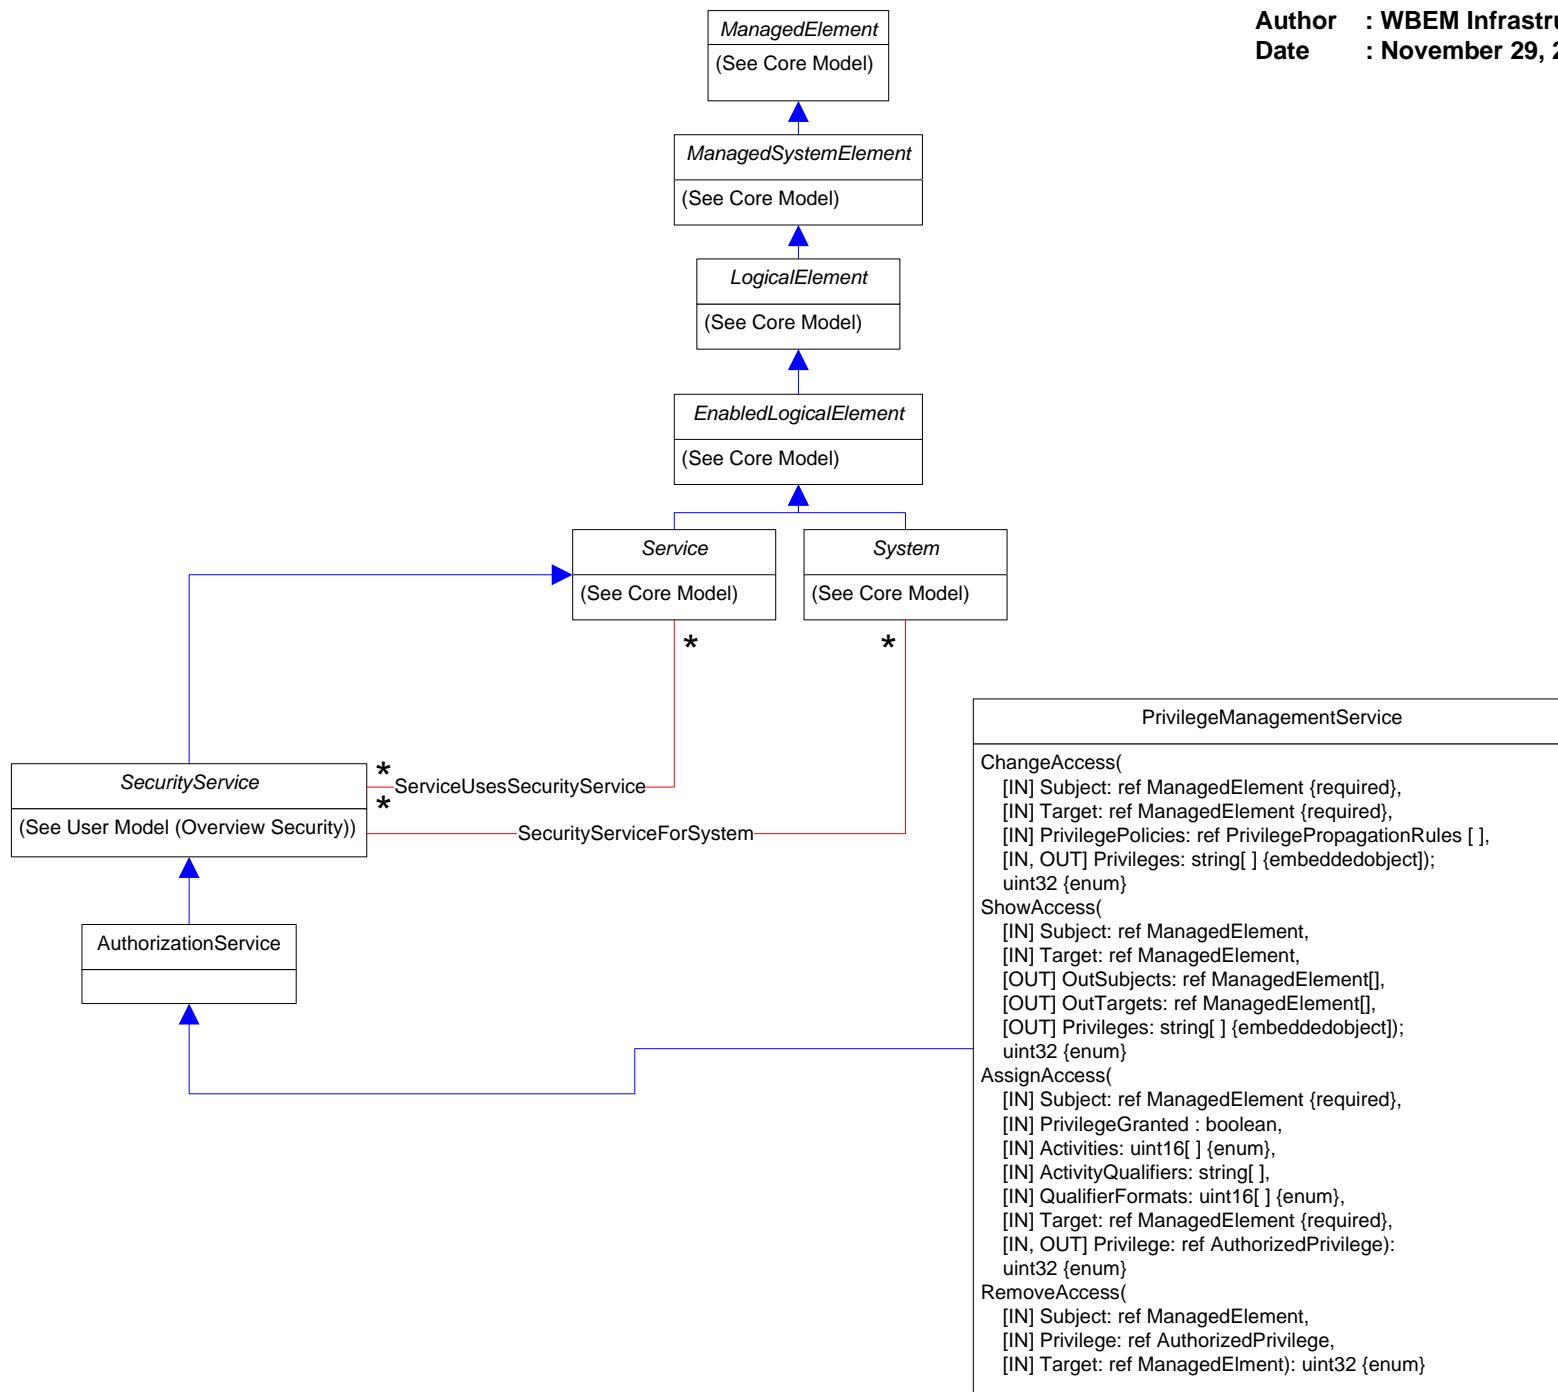 Author : WBEM
Date : November 29,
ManagedElement
(See Core Model)
ManagedSystemElement
(See Core Model)
LogicalElement
(See Core Model)
EnabledLogicalElement
(See Core Model)
Service
(See Core Model)
System
(See Core Model)
*
*
SecurityService
(See User Model (Overview Security))
*
ServiceUsesSecurityService
*
SecurityServiceForSystem
AuthorizationService
PrivilegeManagementService
ChangeAccess(
[IN] Subject: ref ManagedElement {required},
[IN] Target: ref ManagedElement {required},
[IN] PrivilegePolicies: ref PrivilegePropagationRules [ ],
[IN, OUT] Privileges: string[ ] {embeddedobject]);
uint32 {enum}
ShowAccess(
[IN] Subject: ref ManagedElement,
[IN] Target: ref ManagedElement,
[OUT] OutSubjects: ref ManagedElement[],
[OUT] OutTargets: ref ManagedElement[],
[OUT] Privileges: string[ ] {embeddedobject]);
uint32 {enum}
AssignAccess(
[IN] Subject: ref ManagedElement {required},
[IN] PrivilegeGranted : boolean,
[IN] Activities: uint16[ ] {enum},
[IN] ActivityQualifiers: string[ ],
[IN] QualifierFormats: uint16[ ] {enum},
[IN] Target: ref ManagedElement {required},
[IN, OUT] Privilege: ref AuthorizedPrivilege):
uint32 {enum}
RemoveAccess(
[IN] Subject: ref ManagedElement,
[IN] Privilege: ref AuthorizedPrivilege,
[IN] Target: ref ManagedElment): uint32 {enum}